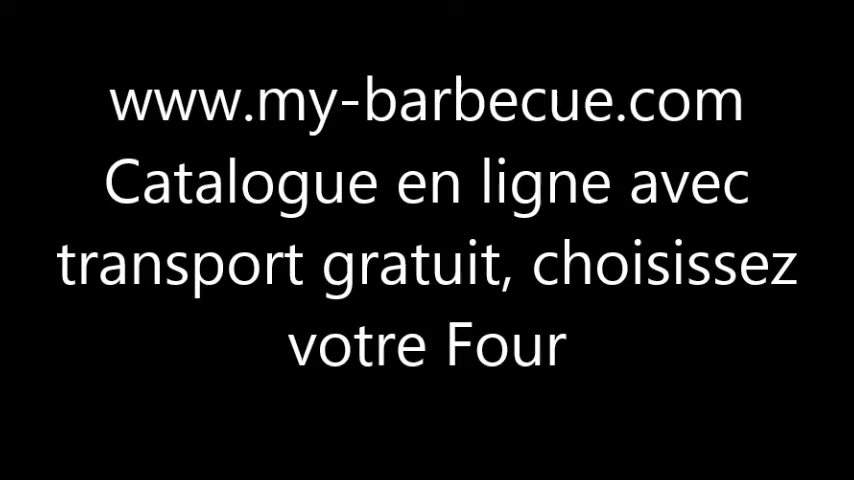 www.my-barbecue.com
Catalogue en ligne avec
transport gratuit, choisissez
votre Four